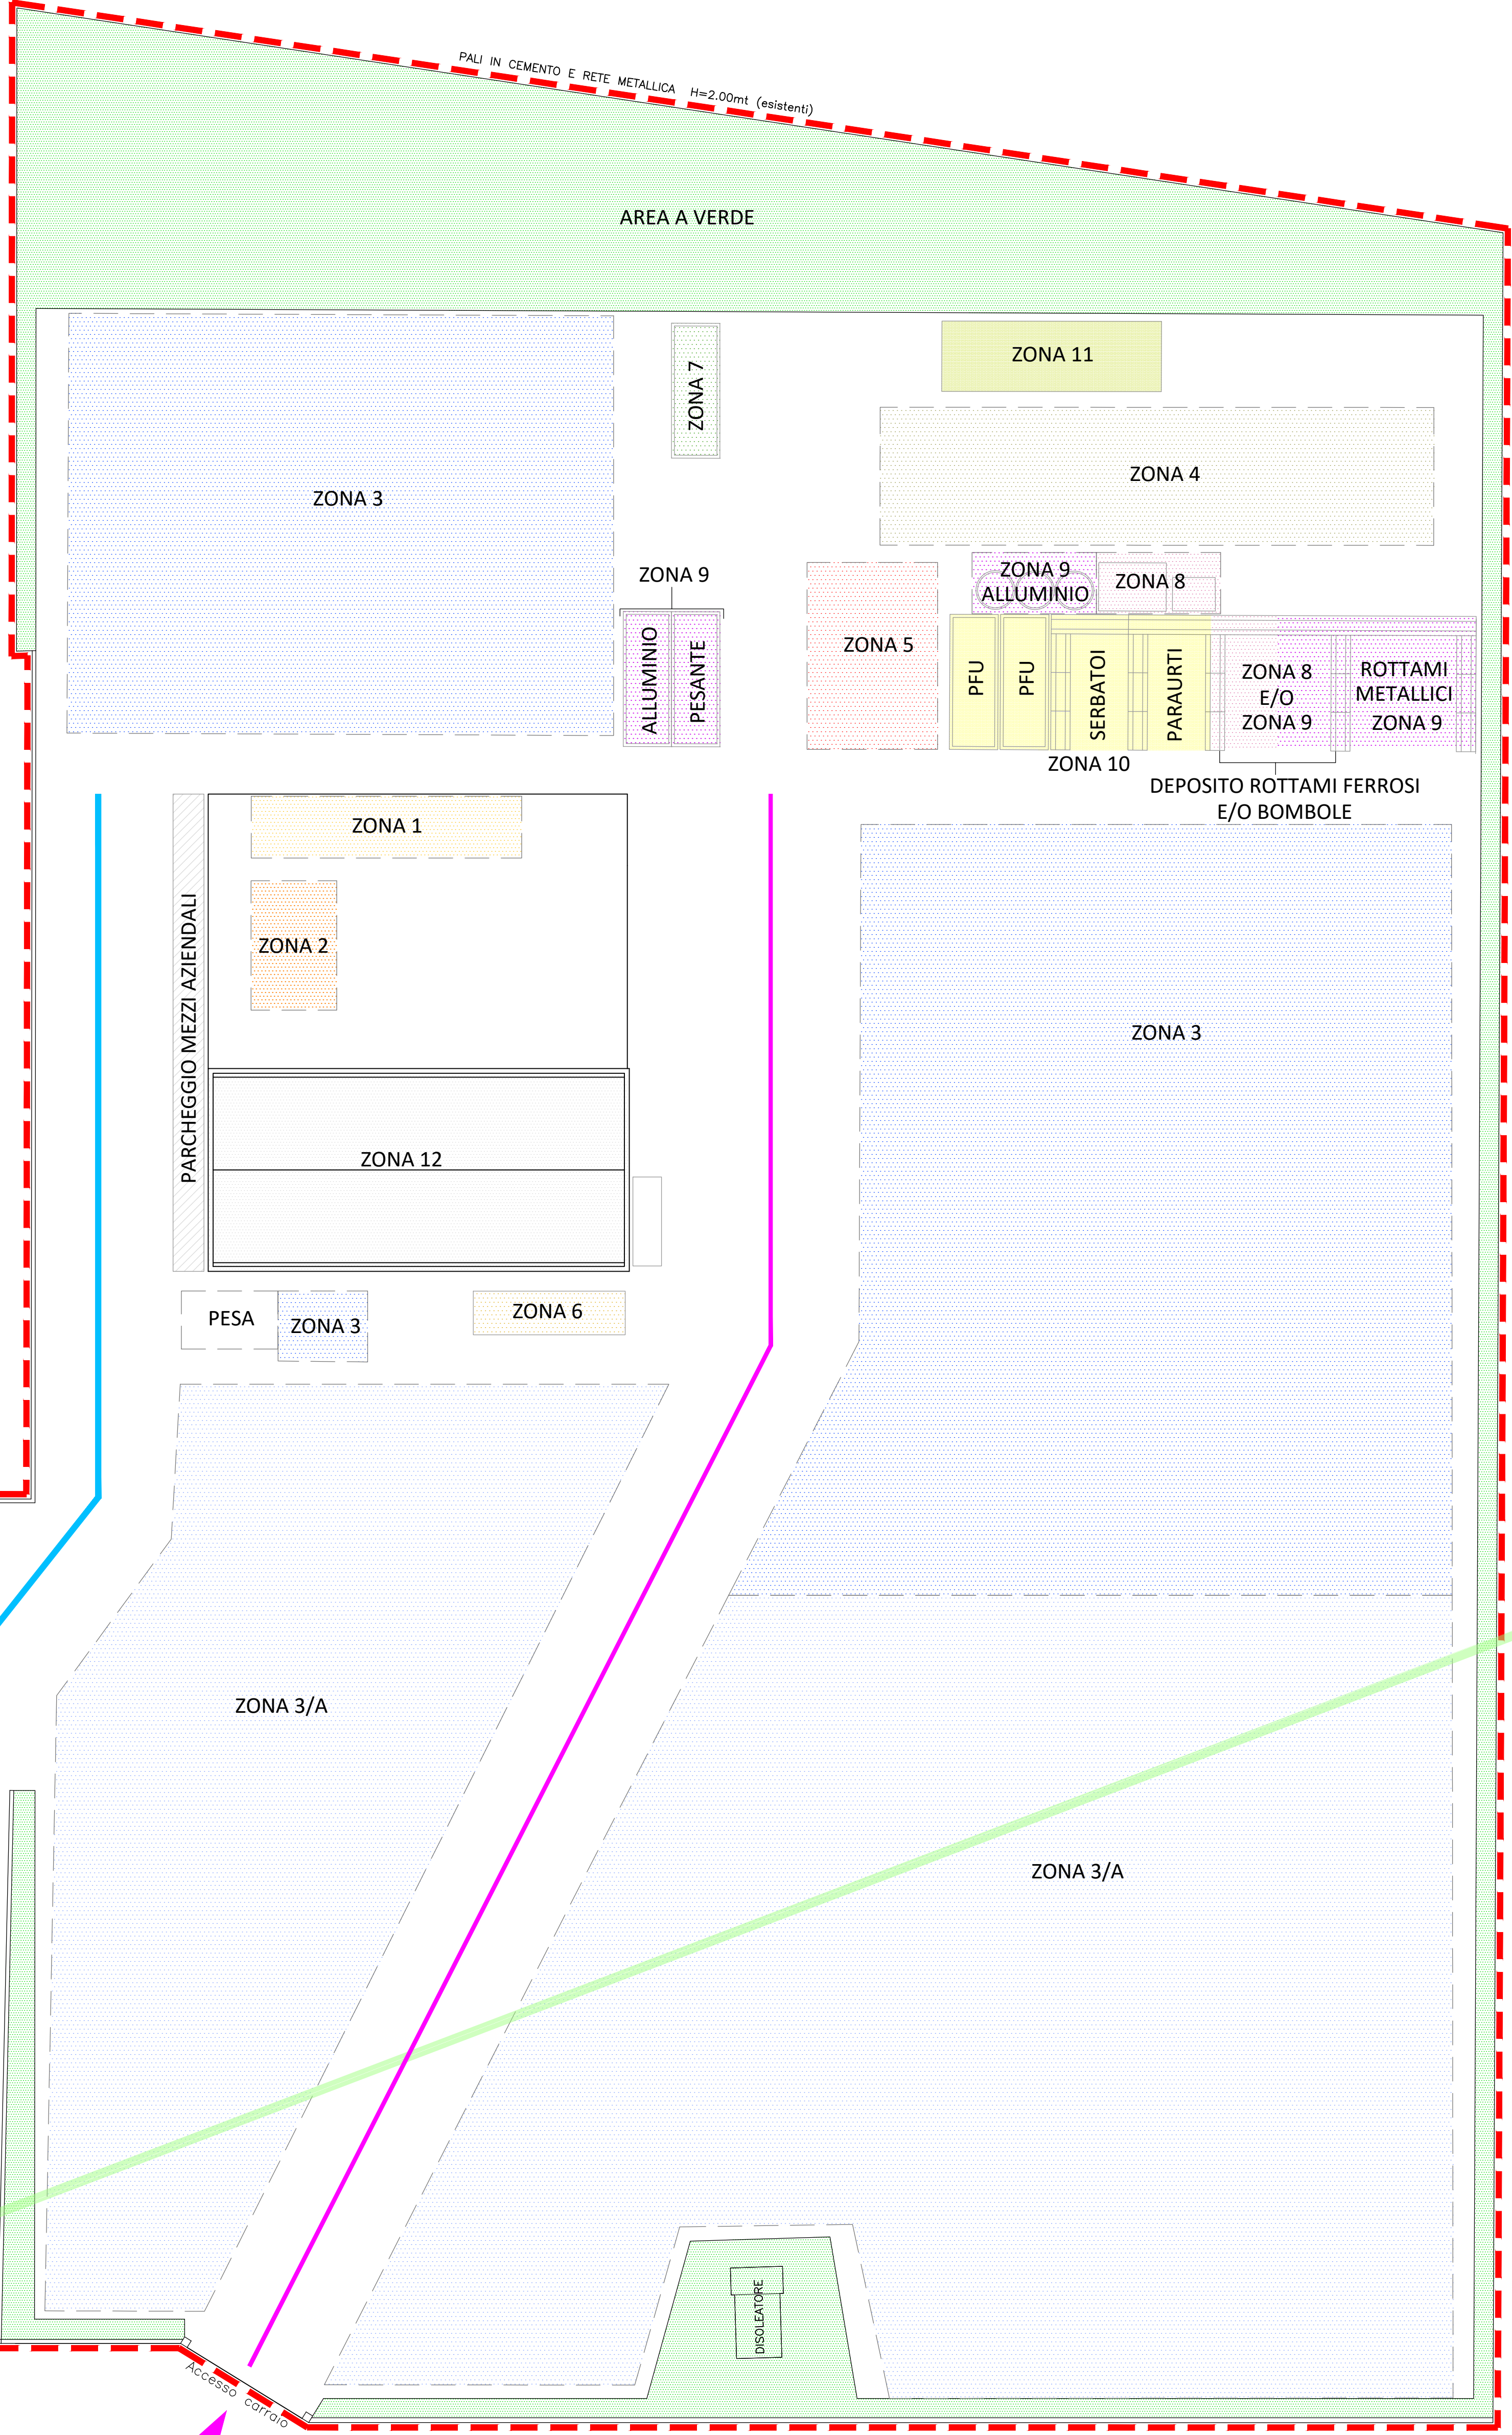 PALI IN CEMENTO E RETE METALLICA H=2.00mt (esistenti)
AREA A VERDE
ZONA 11
ZONA 7
ZONA 4
ZONA 3
ZONA 9
ALLUMINIO
ZONA 8
ZONA 9
ALLUMINIO
PESANTE
ZONA 5
PFU
PFU
SERBATOI
PARAURTI
ZONA 8
E/O
ZONA 9
ROTTAMI
METALLICI
ZONA 9
ZONA 10
DEPOSITO ROTTAMI FERROSI
E/O BOMBOLE
ZONA 1
ZONA 2
PARCHEGGIO MEZZI AZIENDALI
ZONA 3
ZONA 12
PESA
ZONA 3
ZONA 6
ZONA 3/A
ZONA 3/A
DISOLEATORE
Accesso carraio